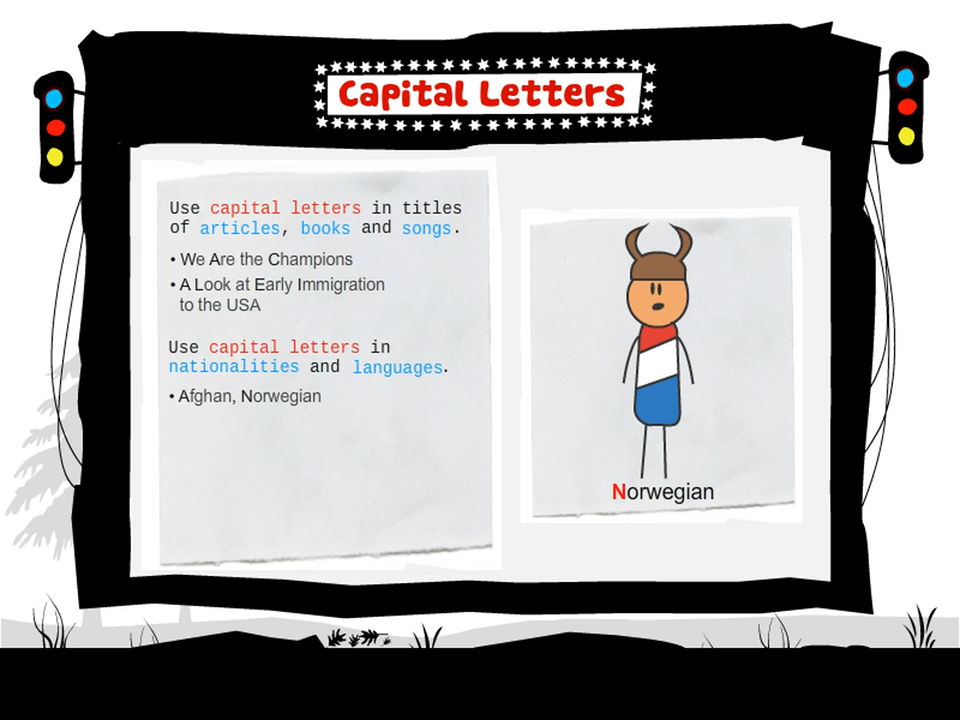 Capital Letters
Use capital letters in titles
of articles, books and songs.
• We Are the Champions
• A Look at Early Immigration
to the USA
Use capital letters in
nationalities and languages.
• Afghan, Norwegian
Norwegian